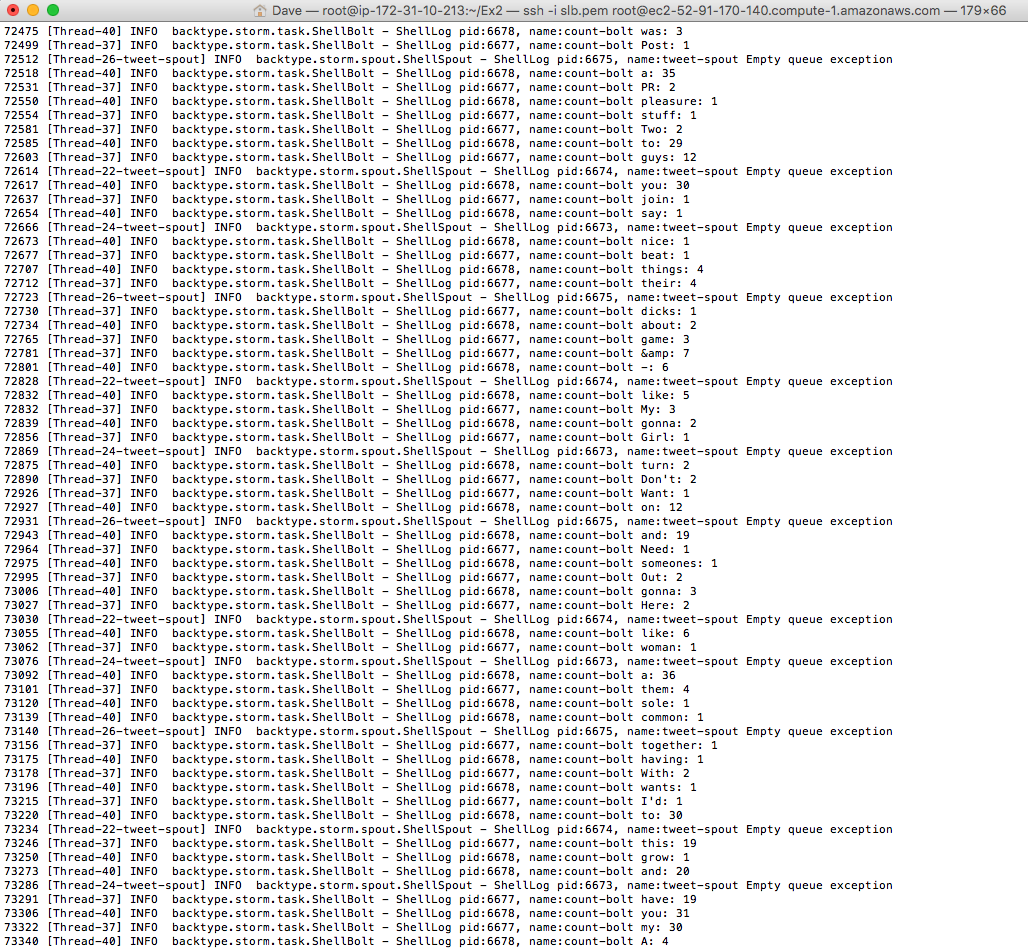 Dave — root@ip-172-31-10-213:~/Ex2 — ssh -i slb.pem root@ec2-52-91-170-140.compute-1.amazonaws.com — 179×66
72475 [Thread-40] INFO  backtype.storm.task.ShellBolt - ShellLog pid:6678, name:count-bolt was: 3
72499 [Thread-37] INFO  backtype.storm.task.ShellBolt - ShellLog pid:6677, name:count-bolt Post: 1
72512 [Thread-26-tweet-spout] INFO  backtype.storm.spout.ShellSpout - ShellLog pid:6675, name:tweet-spout Empty queue exception
72518 [Thread-40] INFO  backtype.storm.task.ShellBolt - ShellLog pid:6678, name:count-bolt a: 35
72531 [Thread-37] INFO  backtype.storm.task.ShellBolt - ShellLog pid:6677, name:count-bolt PR: 2
72550 [Thread-40] INFO  backtype.storm.task.ShellBolt - ShellLog pid:6678, name:count-bolt pleasure: 1
72554 [Thread-37] INFO  backtype.storm.task.ShellBolt - ShellLog pid:6677, name:count-bolt stuff: 1
72581 [Thread-37] INFO  backtype.storm.task.ShellBolt - ShellLog pid:6677, name:count-bolt Two: 2
72585 [Thread-40] INFO  backtype.storm.task.ShellBolt - ShellLog pid:6678, name:count-bolt to: 29
72603 [Thread-37] INFO  backtype.storm.task.ShellBolt - ShellLog pid:6677, name:count-bolt guys: 12
72614 [Thread-22-tweet-spout] INFO  backtype.storm.spout.ShellSpout - ShellLog pid:6674, name:tweet-spout Empty queue exception
72617 [Thread-40] INFO  backtype.storm.task.ShellBolt - ShellLog pid:6678, name:count-bolt you: 30
72637 [Thread-37] INFO  backtype.storm.task.ShellBolt - ShellLog pid:6677, name:count-bolt join: 1
72654 [Thread-40] INFO  backtype.storm.task.ShellBolt - ShellLog pid:6678, name:count-bolt say: 1
72666 [Thread-24-tweet-spout] INFO  backtype.storm.spout.ShellSpout - ShellLog pid:6673, name:tweet-spout Empty queue exception
72673 [Thread-40] INFO  backtype.storm.task.ShellBolt - ShellLog pid:6678, name:count-bolt nice: 1
72677 [Thread-37] INFO  backtype.storm.task.ShellBolt - ShellLog pid:6677, name:count-bolt beat: 1
72707 [Thread-40] INFO  backtype.storm.task.ShellBolt - ShellLog pid:6678, name:count-bolt things: 4
72712 [Thread-37] INFO  backtype.storm.task.ShellBolt - ShellLog pid:6677, name:count-bolt their: 4
72723 [Thread-26-tweet-spout] INFO  backtype.storm.spout.ShellSpout - ShellLog pid:6675, name:tweet-spout Empty queue exception
72730 [Thread-37] INFO  backtype.storm.task.ShellBolt - ShellLog pid:6677, name:count-bolt dicks: 1
72734 [Thread-40] INFO  backtype.storm.task.ShellBolt - ShellLog pid:6678, name:count-bolt about: 2
72765 [Thread-37] INFO  backtype.storm.task.ShellBolt - ShellLog pid:6677, name:count-bolt game: 3
72781 [Thread-37] INFO  backtype.storm.task.ShellBolt - ShellLog pid:6677, name:count-bolt &amp: 7
72801 [Thread-40] INFO  backtype.storm.task.ShellBolt - ShellLog pid:6678, name:count-bolt -: 6
72828 [Thread-22-tweet-spout] INFO  backtype.storm.spout.ShellSpout - ShellLog pid:6674, name:tweet-spout Empty queue exception
72832 [Thread-40] INFO  backtype.storm.task.ShellBolt - ShellLog pid:6678, name:count-bolt like: 5
72832 [Thread-37] INFO  backtype.storm.task.ShellBolt - ShellLog pid:6677, name:count-bolt My: 3
72839 [Thread-40] INFO  backtype.storm.task.ShellBolt - ShellLog pid:6678, name:count-bolt gonna: 2
72856 [Thread-37] INFO  backtype.storm.task.ShellBolt - ShellLog pid:6677, name:count-bolt Girl: 1
72869 [Thread-24-tweet-spout] INFO  backtype.storm.spout.ShellSpout - ShellLog pid:6673, name:tweet-spout Empty queue exception
72875 [Thread-40] INFO  backtype.storm.task.ShellBolt - ShellLog pid:6678, name:count-bolt turn: 2
72890 [Thread-37] INFO  backtype.storm.task.ShellBolt - ShellLog pid:6677, name:count-bolt Don't: 2
72926 [Thread-37] INFO  backtype.storm.task.ShellBolt - ShellLog pid:6677, name:count-bolt Want: 1
72927 [Thread-40] INFO  backtype.storm.task.ShellBolt - ShellLog pid:6678, name:count-bolt on: 12
72931 [Thread-26-tweet-spout] INFO  backtype.storm.spout.ShellSpout - ShellLog pid:6675, name:tweet-spout Empty queue exception
72943 [Thread-40] INFO  backtype.storm.task.ShellBolt - ShellLog pid:6678, name:count-bolt and: 19
72964 [Thread-37] INFO  backtype.storm.task.ShellBolt - ShellLog pid:6677, name:count-bolt Need: 1
72975 [Thread-40] INFO  backtype.storm.task.ShellBolt - ShellLog pid:6678, name:count-bolt someones: 1
72995 [Thread-37] INFO  backtype.storm.task.ShellBolt - ShellLog pid:6677, name:count-bolt Out: 2
73006 [Thread-40] INFO  backtype.storm.task.ShellBolt - ShellLog pid:6678, name:count-bolt gonna: 3
73027 [Thread-37] INFO  backtype.storm.task.ShellBolt - ShellLog pid:6677, name:count-bolt Here: 2
73030 [Thread-22-tweet-spout] INFO  backtype.storm.spout.ShellSpout - ShellLog pid:6674, name:tweet-spout Empty queue exception
73055 [Thread-40] INFO  backtype.storm.task.ShellBolt - ShellLog pid:6678, name:count-bolt like: 6
73062 [Thread-37] INFO  backtype.storm.task.ShellBolt - ShellLog pid:6677, name:count-bolt woman: 1
73076 [Thread-24-tweet-spout] INFO  backtype.storm.spout.ShellSpout - ShellLog pid:6673, name:tweet-spout Empty queue exception
73092 [Thread-40] INFO  backtype.storm.task.ShellBolt - ShellLog pid:6678, name:count-bolt a: 36
73101 [Thread-37] INFO  backtype.storm.task.ShellBolt - ShellLog pid:6677, name:count-bolt them: 4
73120 [Thread-40] INFO  backtype.storm.task.ShellBolt - ShellLog pid:6678, name:count-bolt sole: 1
73139 [Thread-40] INFO  backtype.storm.task.ShellBolt - ShellLog pid:6678, name:count-bolt common: 1
73140 [Thread-26-tweet-spout] INFO  backtype.storm.spout.ShellSpout - ShellLog pid:6675, name:tweet-spout Empty queue exception
73156 [Thread-37] INFO  backtype.storm.task.ShellBolt - ShellLog pid:6677, name:count-bolt together: 1
73175 [Thread-40] INFO  backtype.storm.task.ShellBolt - ShellLog pid:6678, name:count-bolt having: 1
73178 [Thread-37] INFO  backtype.storm.task.ShellBolt - ShellLog pid:6677, name:count-bolt With: 2
73196 [Thread-40] INFO  backtype.storm.task.ShellBolt - ShellLog pid:6678, name:count-bolt wants: 1
73215 [Thread-37] INFO  backtype.storm.task.ShellBolt - ShellLog pid:6677, name:count-bolt I'd: 1
73220 [Thread-40] INFO  backtype.storm.task.ShellBolt - ShellLog pid:6678, name:count-bolt to: 30
73234 [Thread-22-tweet-spout] INFO  backtype.storm.spout.ShellSpout - ShellLog pid:6674, name:tweet-spout Empty queue exception
73246 [Thread-37] INFO  backtype.storm.task.ShellBolt - ShellLog pid:6677, name:count-bolt this: 19
73250 [Thread-40] INFO  backtype.storm.task.ShellBolt - ShellLog pid:6678, name:count-bolt grow: 1
73273 [Thread-40] INFO  backtype.storm.task.ShellBolt - ShellLog pid:6678, name:count-bolt and: 20
73286 [Thread-24-tweet-spout] INFO  backtype.storm.spout.ShellSpout - ShellLog pid:6673, name:tweet-spout Empty queue exception
73291 [Thread-37] INFO  backtype.storm.task.ShellBolt - ShellLog pid:6677, name:count-bolt have: 19
73306 [Thread-40] INFO  backtype.storm.task.ShellBolt - ShellLog pid:6678, name:count-bolt you: 31
73322 [Thread-37] INFO  backtype.storm.task.ShellBolt - ShellLog pid:6677, name:count-bolt my: 30
73340 [Thread-40] INFO  backtype.storm.task.ShellBolt - ShellLog pid:6678, name:count-bolt A: 4